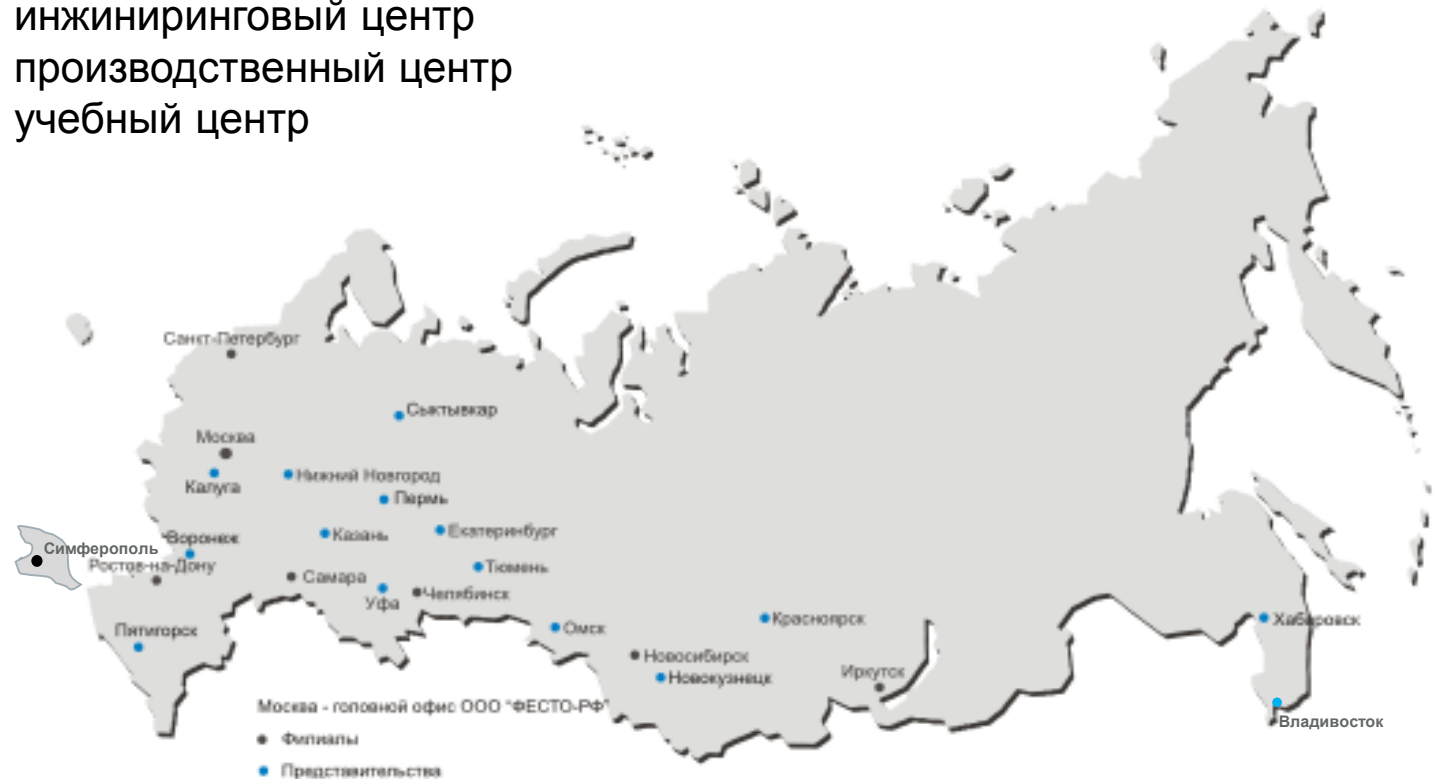 инжиниринговый центр
производственный центр
учебный центр
Санкт-Петербург
Сыктывкар
Москва
Нижний Новгород
Калуга
Пермь
Воронеж
Казань
Екатеринбург
Симферополь
Ростов-на-Дону
Тюмень
Самара
Уфа
Челябинск
Пятигорск
Омск
Красноярск
Хабаровск
Новосибирск
Новокузнецк
Иркутск
Владивосток
Москва - головной офис ООО "ФЕСТО-РФ"
Филиалы
Представительства